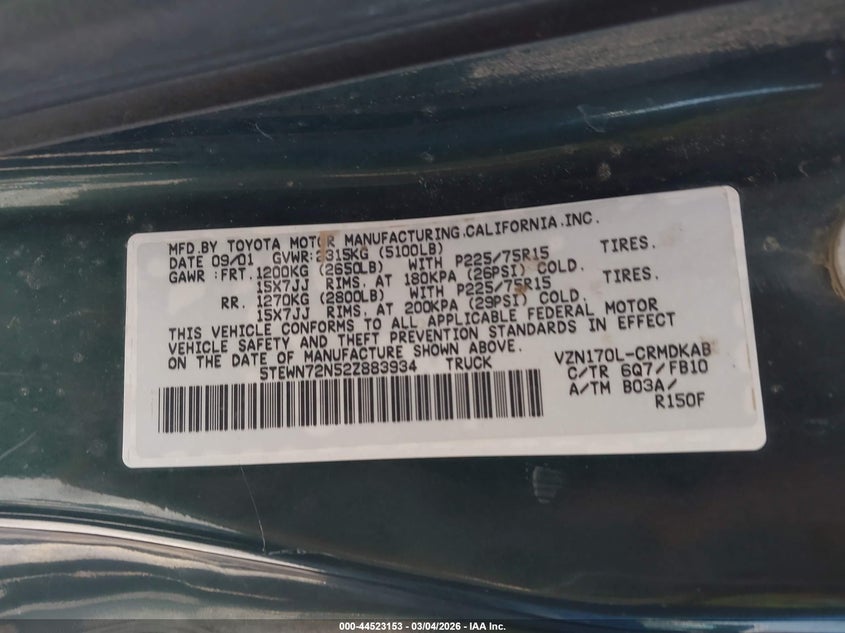 MFD.BY TOYOTA MOTOR MANUFACTURING.CALIFORNIA.INC.
DATE 09/01 GVWR:2315KG (5100LB)
GAWR :FRT. 1200KG (2650LB) WITH P225/75R15 TIRES.
15X7JJ RIMS, AT 180KPA (26PSI) COLD.
RR. 1270KG (2800LB) WITH P225/75R15 TIRES.
15X7JJ RIMS, AT 200KPA (29PSI) COLD.
THIS VEHICLE CONFORMS TO ALL APPLICABLE FEDERAL MOTOR
VEHICLE SAFETY AND THEFT PREVENTION STANDARDS IN EFFECT
ON THE DATE OF MANUFACTURE SHOWN ABOVE.
5TEWN72N52Z883934 TRUCK
VZN170L-CRMDKAB
C/TR 6Q7/FB10
A/TM B03A/
R150F
000-44523153 - 03/04/2026 - IAA Inc.